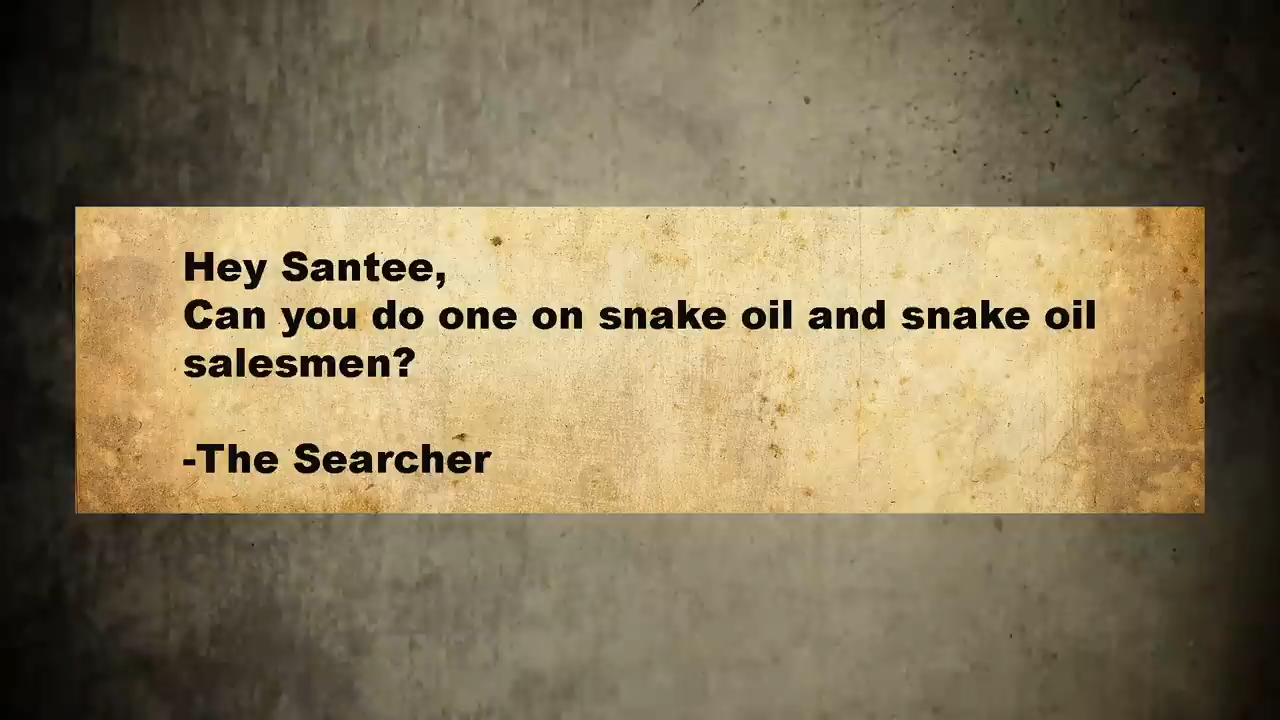 Hey Santee,
Can you do one on snake oil and snake oil
salesmen?
-The Searcher